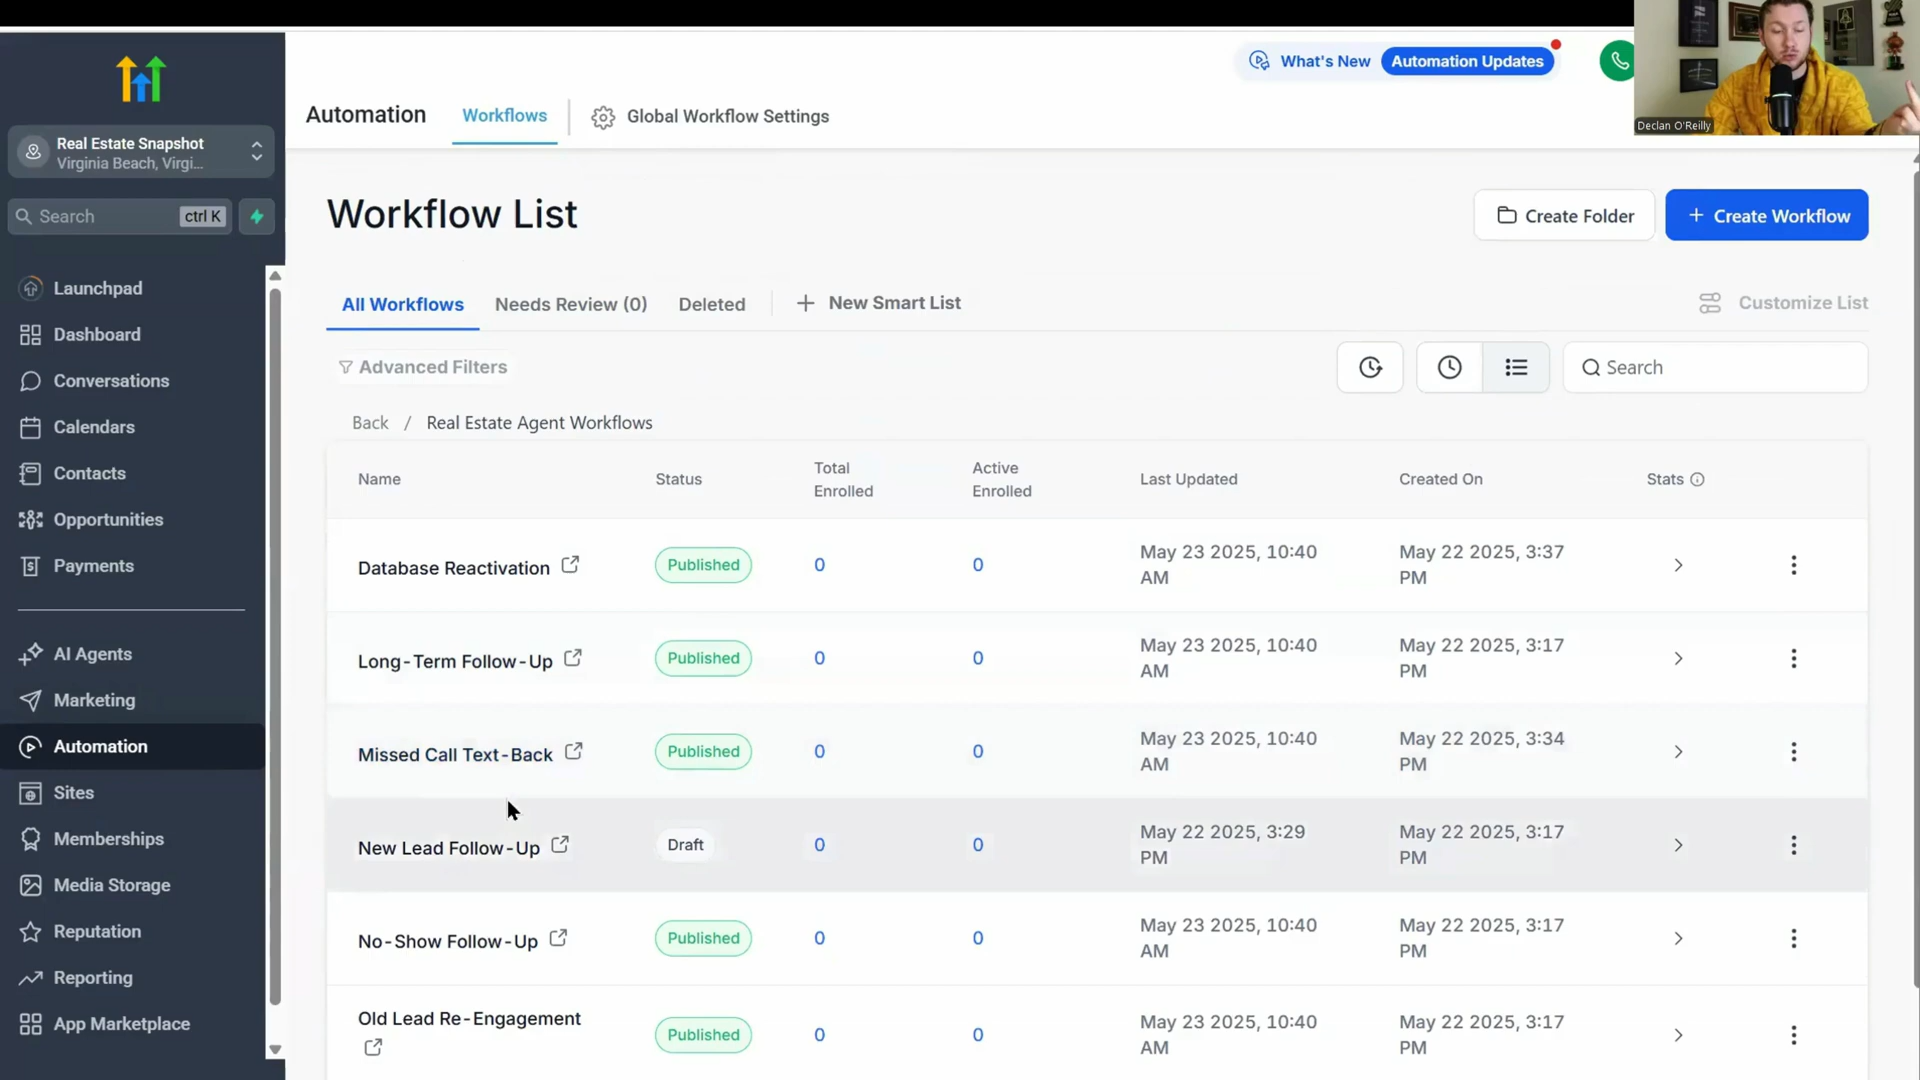 What's New
Automation Updates
Declan O'Reilly
Automation
Workflows
Global Workflow Settings
Real Estate Snapshot
Virginia Beach, Virgi...
Search
ctrl K
Launchpad
Dashboard
Conversations
Calendars
Contacts
Opportunities
Payments
AI Agents
Marketing
Automation
Sites
Memberships
Media Storage
Reputation
Reporting
App Marketplace
Workflow List
Create Folder
+ Create Workflow
All Workflows
Needs Review (0)
Deleted
+ New Smart List
Customize List
Advanced Filters
Search
Back / Real Estate Agent Workflows
Name Status Total Enrolled Active Enrolled Last Updated Created On Stats
Database Reactivation Published 0 0 May 23 2025, 10:40 AM May 22 2025, 3:37 PM
Long-Term Follow-Up Published 0 0 May 23 2025, 10:40 AM May 22 2025, 3:17 PM
Missed Call Text-Back Published 0 0 May 23 2025, 10:40 AM May 22 2025, 3:34 PM
New Lead Follow-Up Draft 0 0 May 22 2025, 3:29 PM May 22 2025, 3:17 PM
No-Show Follow-Up Published 0 0 May 23 2025, 10:40 AM May 22 2025, 3:17 PM
Old Lead Re-Engagement Published 0 0 May 23 2025, 10:40 AM May 22 2025, 3:17 PM